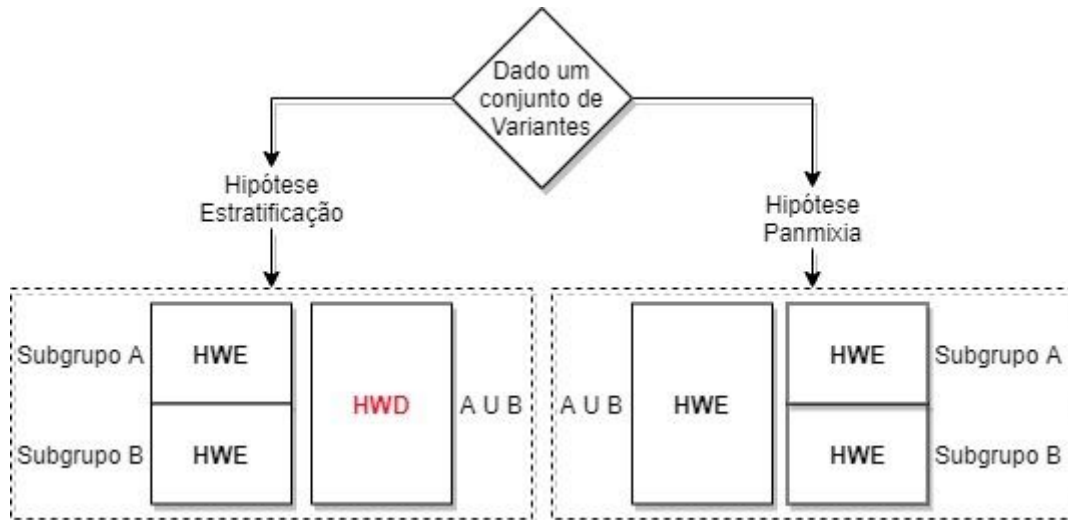 Dado um
conjunto de
Variantes
Hipótese
Estratificação
Hipótese
Panmixia
Subgrupo A
HWE
Subgrupo B
HWE
HWD
A U B
A U B
HWE
HWE
Subgrupo A
HWE
Subgrupo B